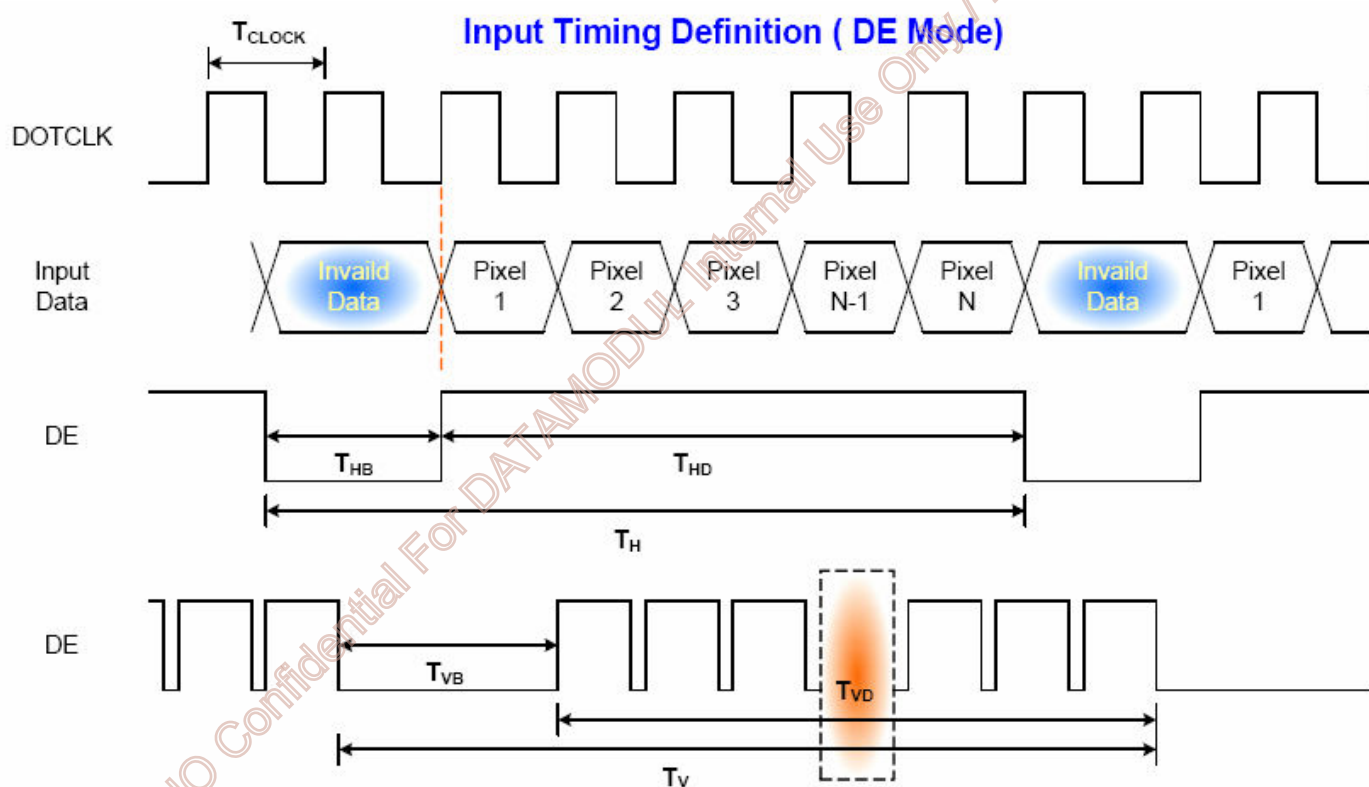 Input Timing Definition ( DE Mode)
TCLOCK
DOTCLK
Input
Data
Invaild
Data
Pixel
1
Pixel
2
Pixel
3
Pixel
N-1
Pixel
N
Invaild
Data
Pixel
1
DE
THB
THD
TH
DE
TVB
TVD
TV
Confidential For DATAMODUL Internal Use Only /